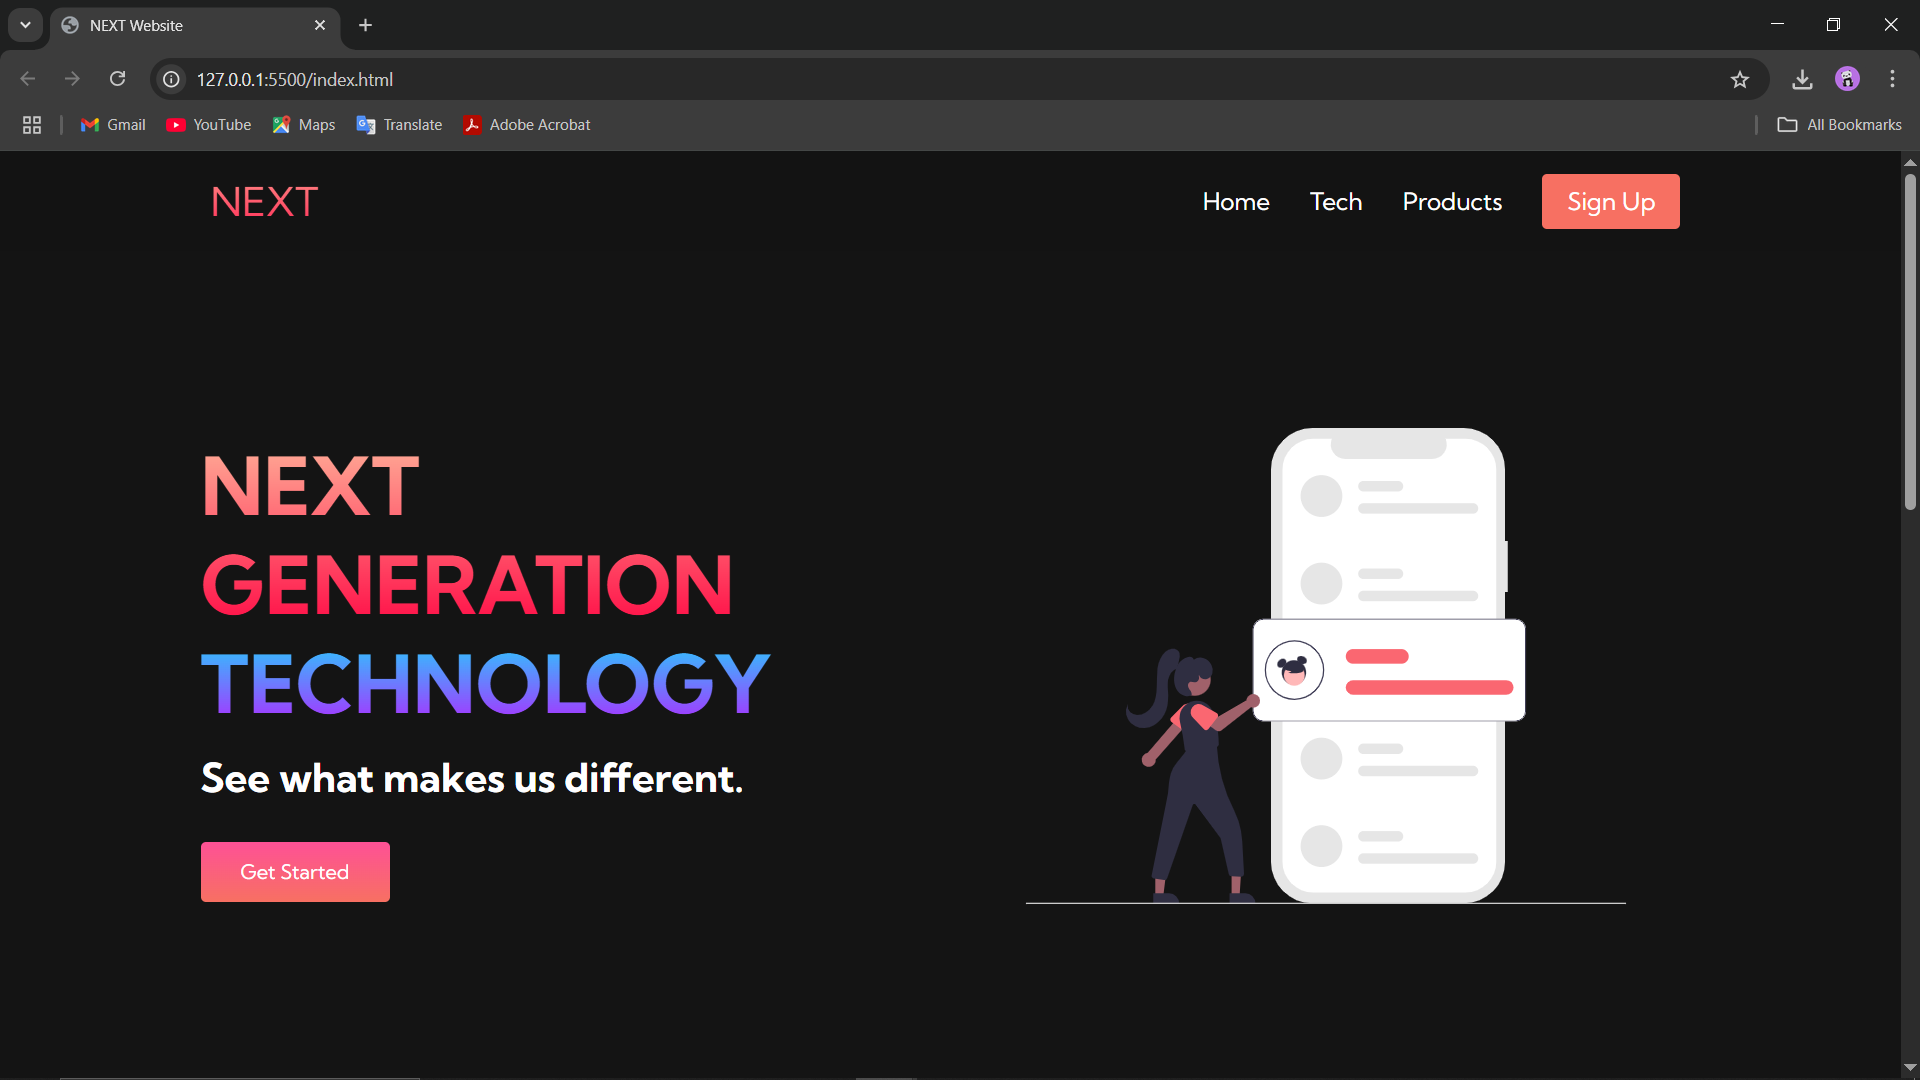 NEXT Website
127.0.0.1:5500/index.html
Gmail YouTube Maps Translate Adobe Acrobat All Bookmarks
NEXT Home Tech Products Sign Up
NEXT
GENERATION
TECHNOLOGY
See what makes us different.
Get Started